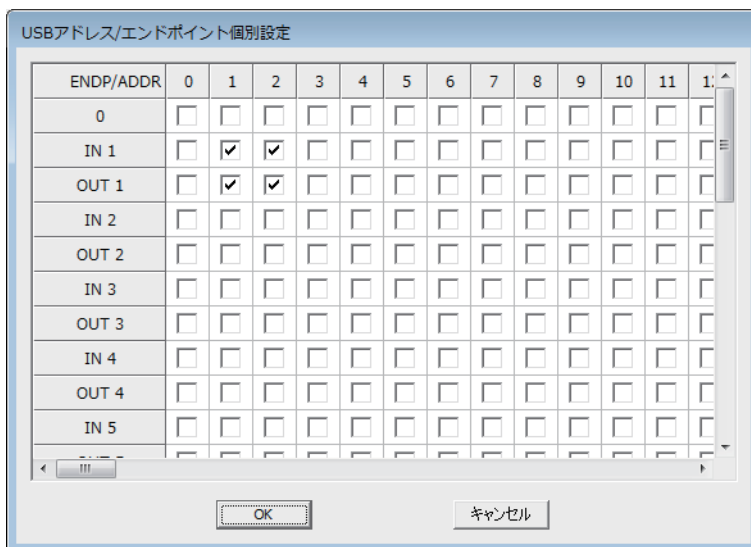 USBアドレス/エンドポイント個別設定
ENDP/ADDR 0 1 2 3 4 5 6 7 8 9 10 11
0
IN 1
OUT 1
IN 2
OUT 2
IN 3
OUT 3
IN 4
OUT 4
IN 5
OK キャンセル